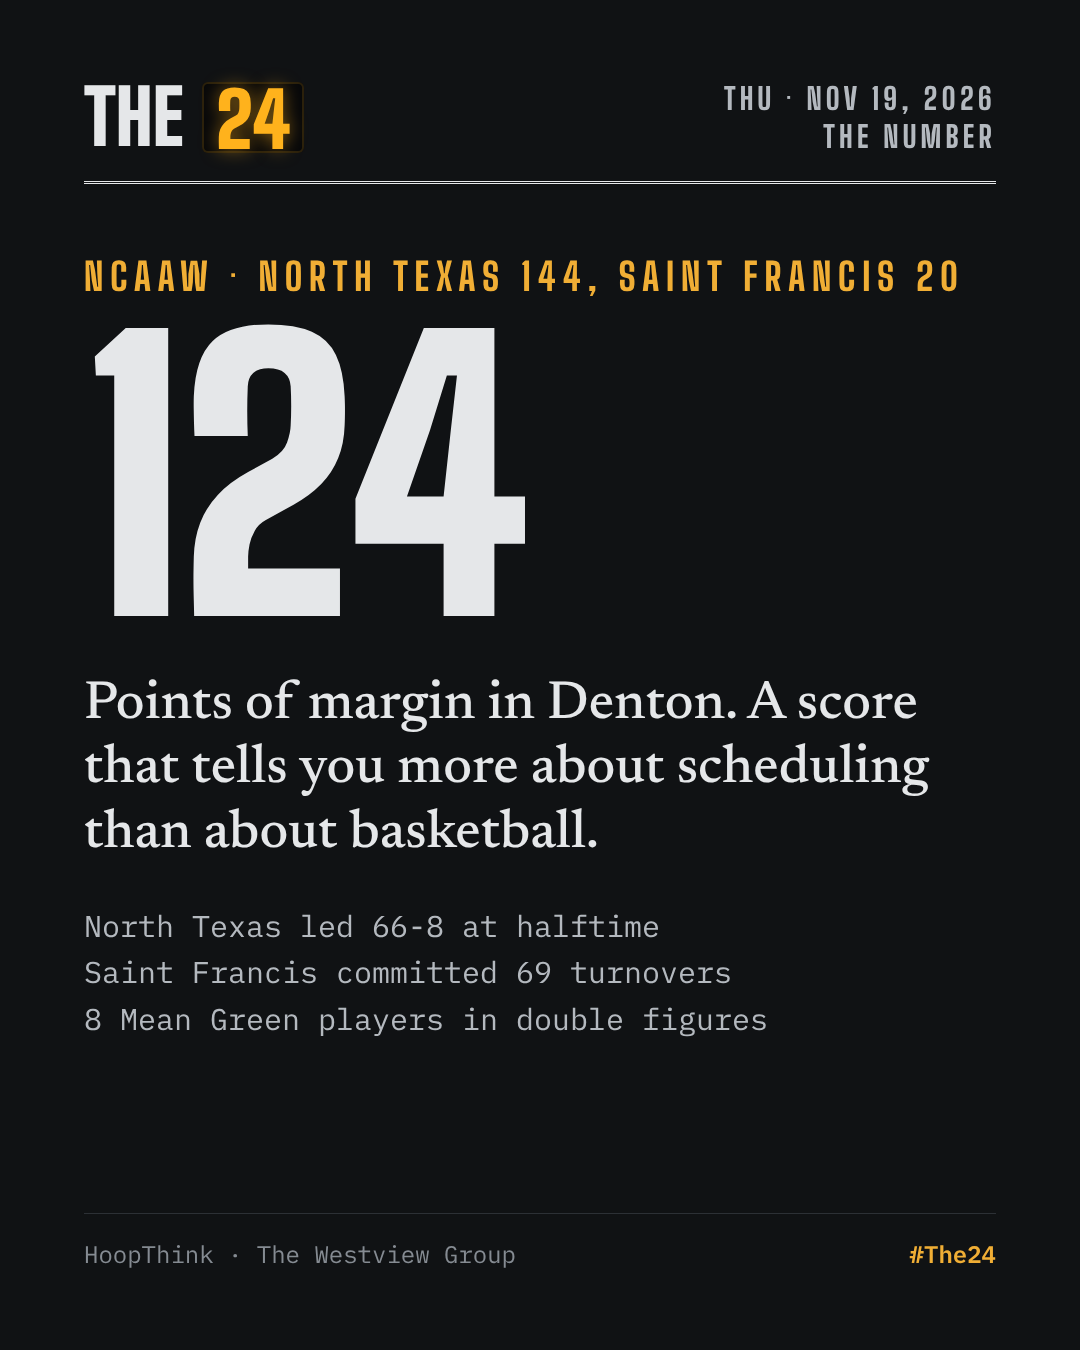 THE 24
THU · NOV 19, 2026
THE NUMBER
NCAAW · NORTH TEXAS 144, SAINT FRANCIS 20
124
Points of margin in Denton. A score
that tells you more about scheduling
than about basketball.
North Texas led 66-8 at halftime
Saint Francis committed 69 turnovers
8 Mean Green players in double figures
HoopThink · The Westview Group
#The24